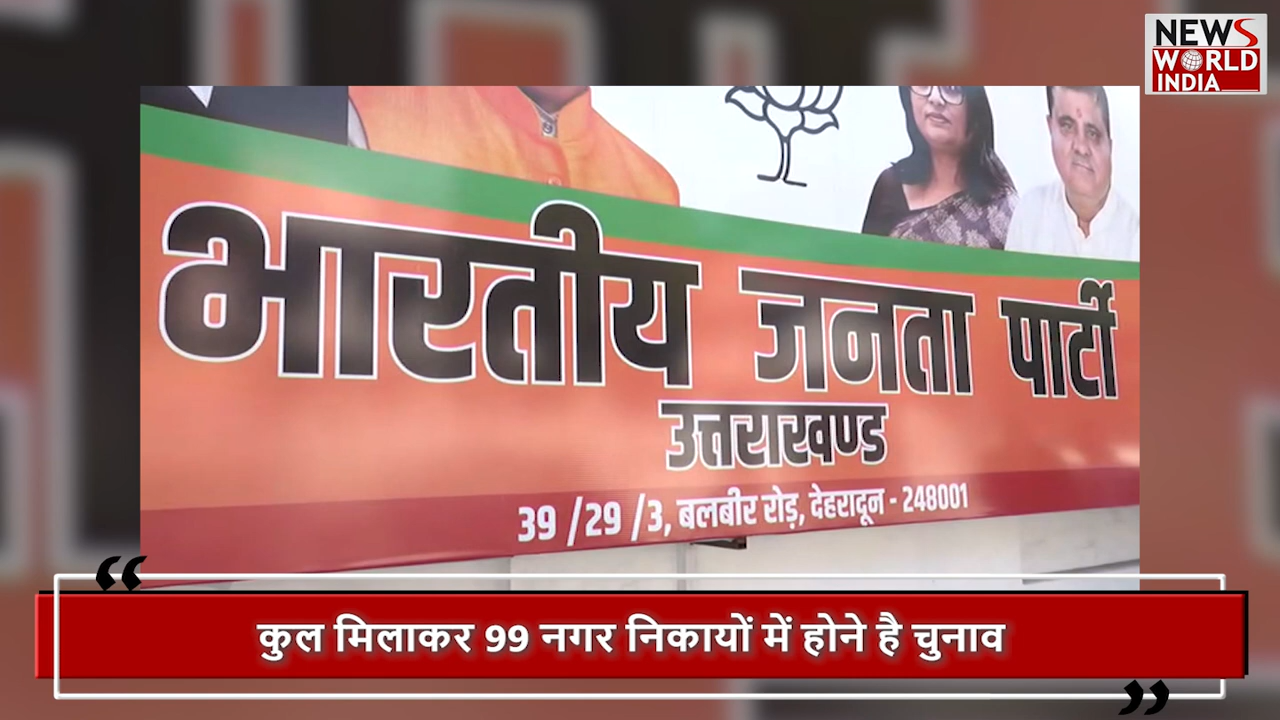 NEWS
WORLD
INDIA
भारतीय जनता पार्टी
उत्तराखण्ड
39 /29 /3, बलबीर रोड़, देहरादून - 248001
कुल मिलाकर 99 नगर निकायों में होने है चुनाव